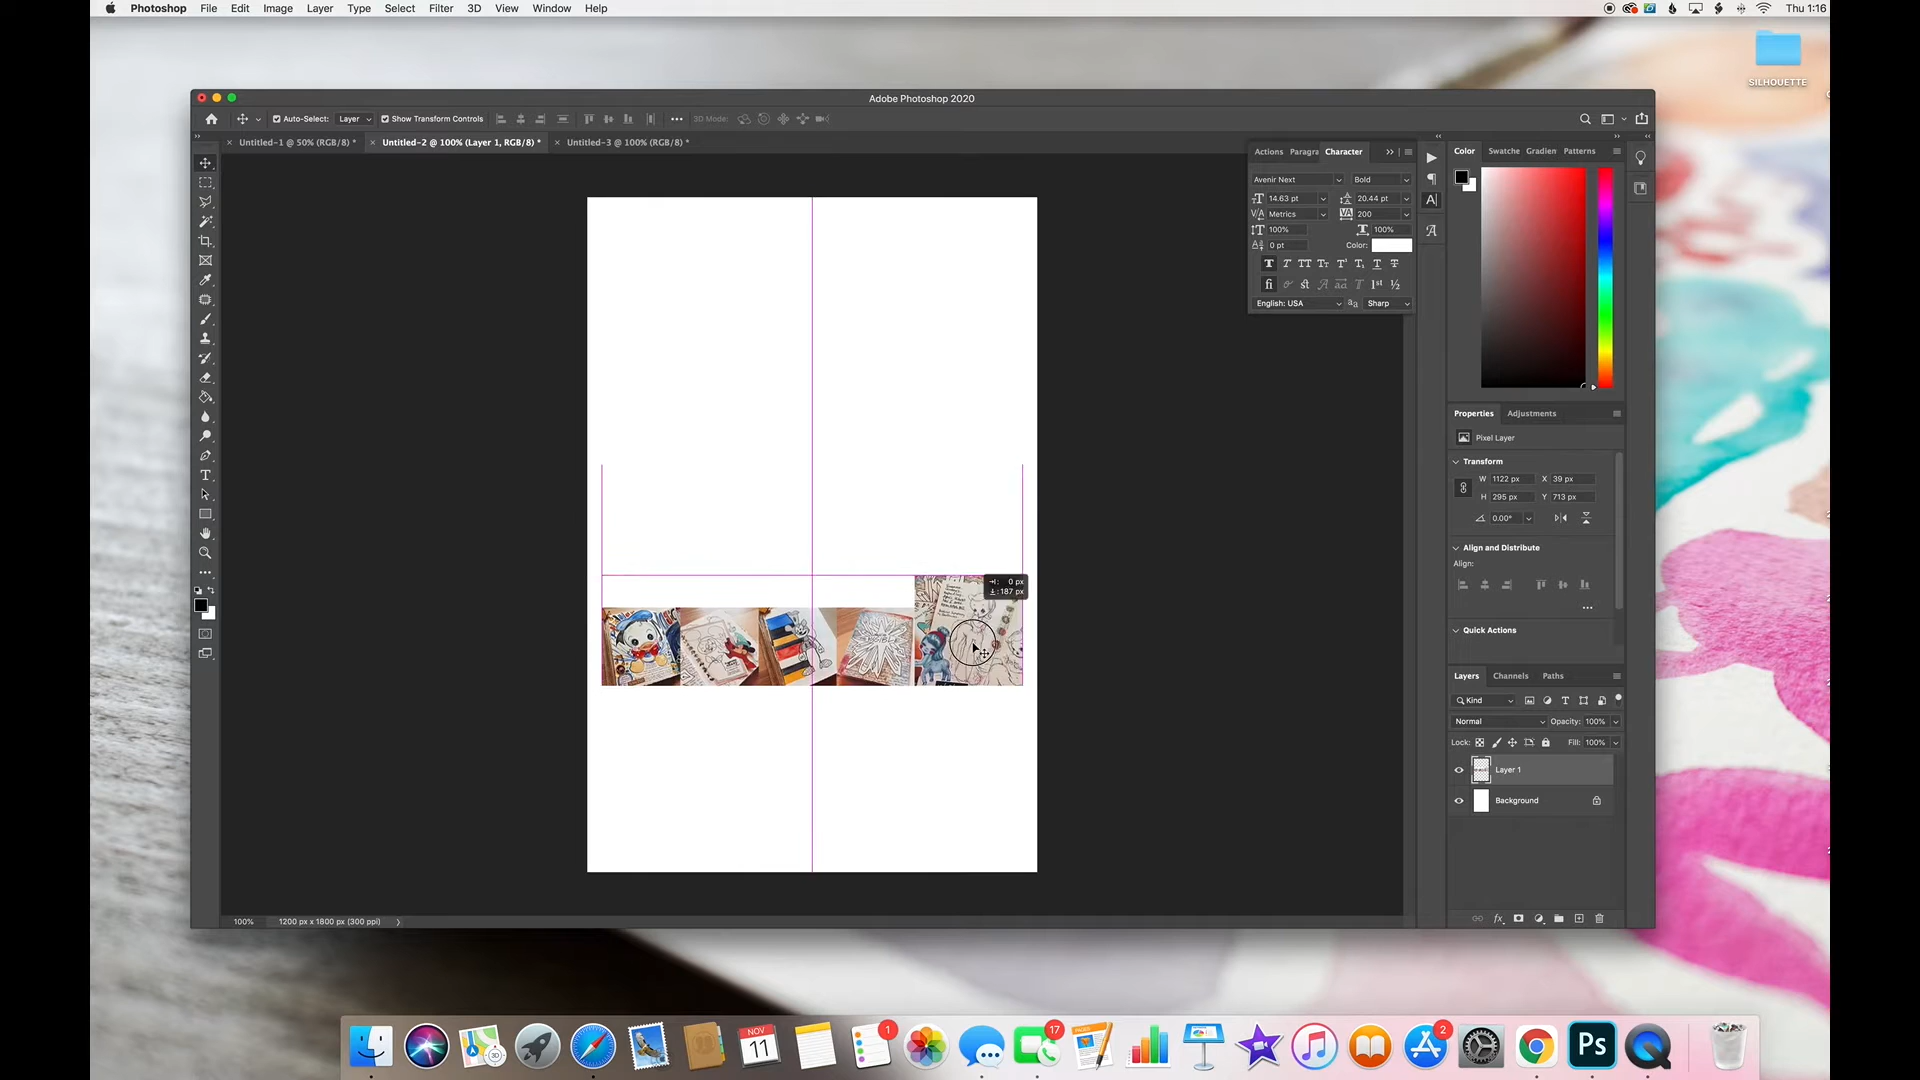 Photoshop File Edit Image Layer Type Select Filter 3D View Window Help
Thu 1:16
SILHOUETTE
Adobe Photoshop 2020
Auto-Select: Layer Show Transform Controls 3D Mode:
Untitled-1 @ 50% (RGB/8) * Untitled-2 @ 100% (Layer 1, RGB/8) * Untitled-3 @ 100% (RGB/8) *
Actions Paragra Character
Avenir Next Bold
14.63 pt 20.44 pt
Metrics 200
100% 100%
0 pt Color:
English: USA Sharp
Color Swatche Gradien Patterns
Properties Adjustments
Pixel Layer
Transform
W 1122 px X 39 px
H 295 px Y 713 px
0.00°
Align and Distribute
Align:
Quick Actions
Layers Channels Paths
Kind
Normal Opacity: 100%
Lock: Fill: 100%
Layer 1
Background
0 px
187 px
100% 1200 px x 1800 px (300 ppi)
NOV
11
1
17
PAGES
2
Ps